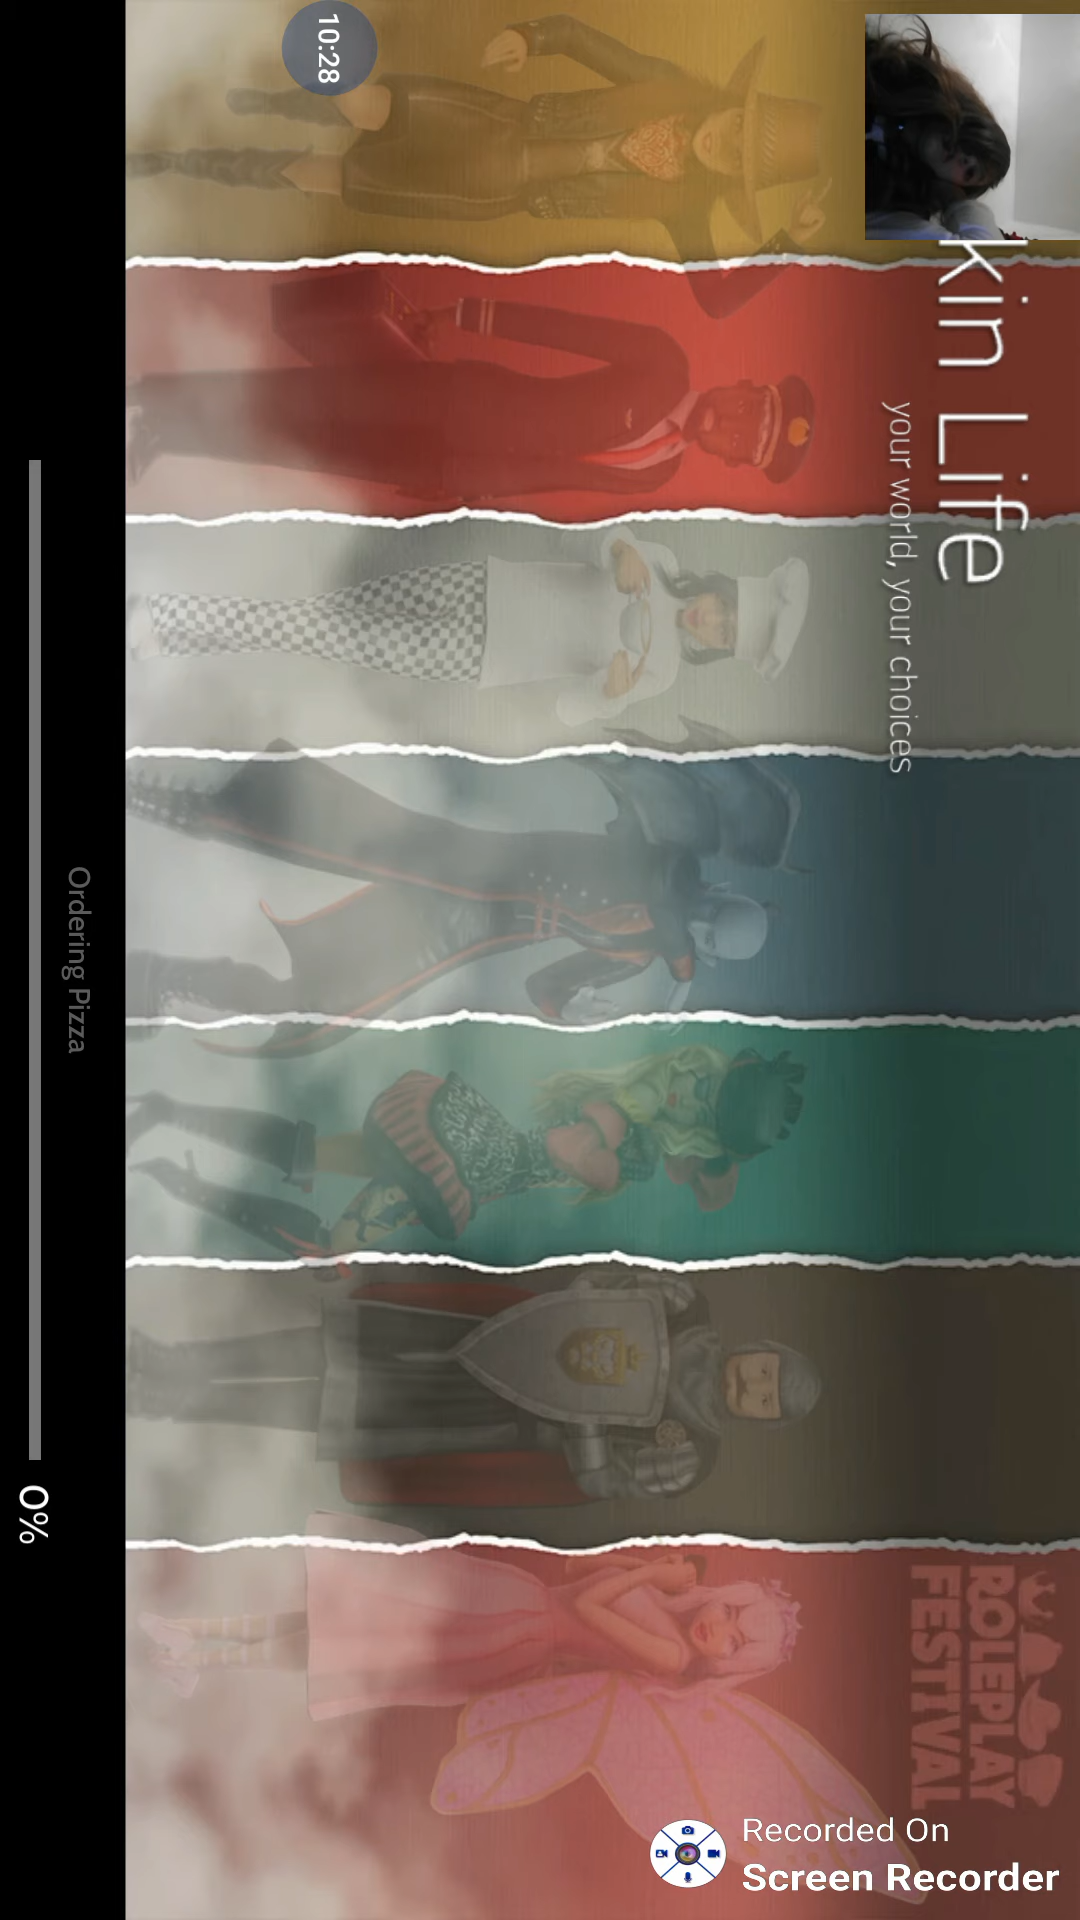 kin Life
your world, your choices
10:28
ROLEPLAY
FESTIVAL
Ordering Pizza
0%
Recorded On
Screen Recorder